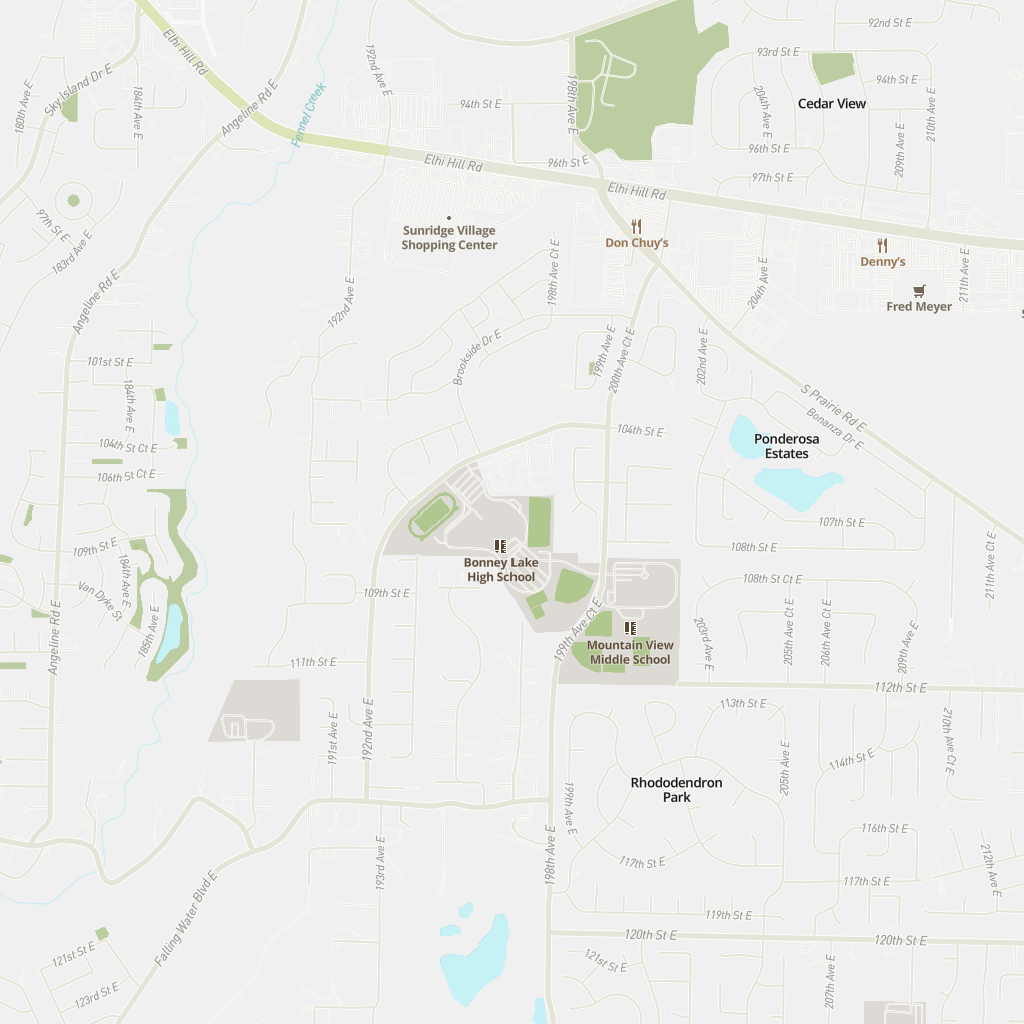 92nd St E
Elhi Hill Rd
192nd Ave E
93rd St E
Sky Island Dr E
94th St E
180th Ave E
184th Ave E
Angeline Rd E
Fennel Creek
94th St E
198th Ave E
204th Ave E
Cedar View
210th Ave E
209th Ave E
Elhi Hill Rd
96th St E
96th St E
97th St E
Elhi Hill Rd
97th St E
183rd Ave E
Sunridge Village
Shopping Center
Don Chuy's
Denny's
211th Ave E
198th Ave Ct E
204th Ave E
Fred Meyer
Angeline Rd E
192nd Ave E
Brookside Dr E
199th Ave E
200th Ave Ct E
202nd Ave E
101st St E
184th Ave E
S Prairie Rd E
Bonanza Dr E
104th St E
104th St Ct E
Ponderosa
Estates
106th St Ct E
107th St E
109th St E
108th St E
Bonney Lake
High School
211th Ave Ct E
184th Ave E
108th St Ct E
Van Dyke St
109th St E
185th Ave E
Angeline Rd E
199th Ave Ct E
Mountain View
Middle School
203rd Ave E
205th Ave Ct E
206th Ave Ct E
209th Ave E
111th St E
112th St E
113th St E
191st Ave E
192nd Ave E
210th Ave Ct E
205th Ave E
114th St E
Rhododendron
Park
199th Ave E
116th St E
193rd Ave E
198th Ave E
117th St E
212th Ave E
117th St E
Falling Water Blvd E
119th St E
120th St E
120th St E
121st St E
121st St E
123rd St E
207th Ave E